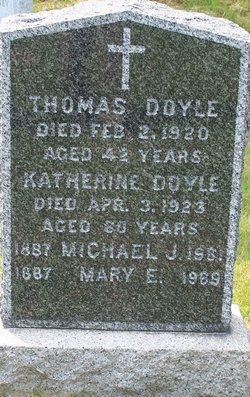 THOMAS DOYLE
DIED FEB. 2, 1920
AGED 42 YEARS
KATHERINE DOYLE
DIED APR. 3, 1923
AGED 80 YEARS
1887 MICHAEL J. 1961
1887 MARY E. 1969